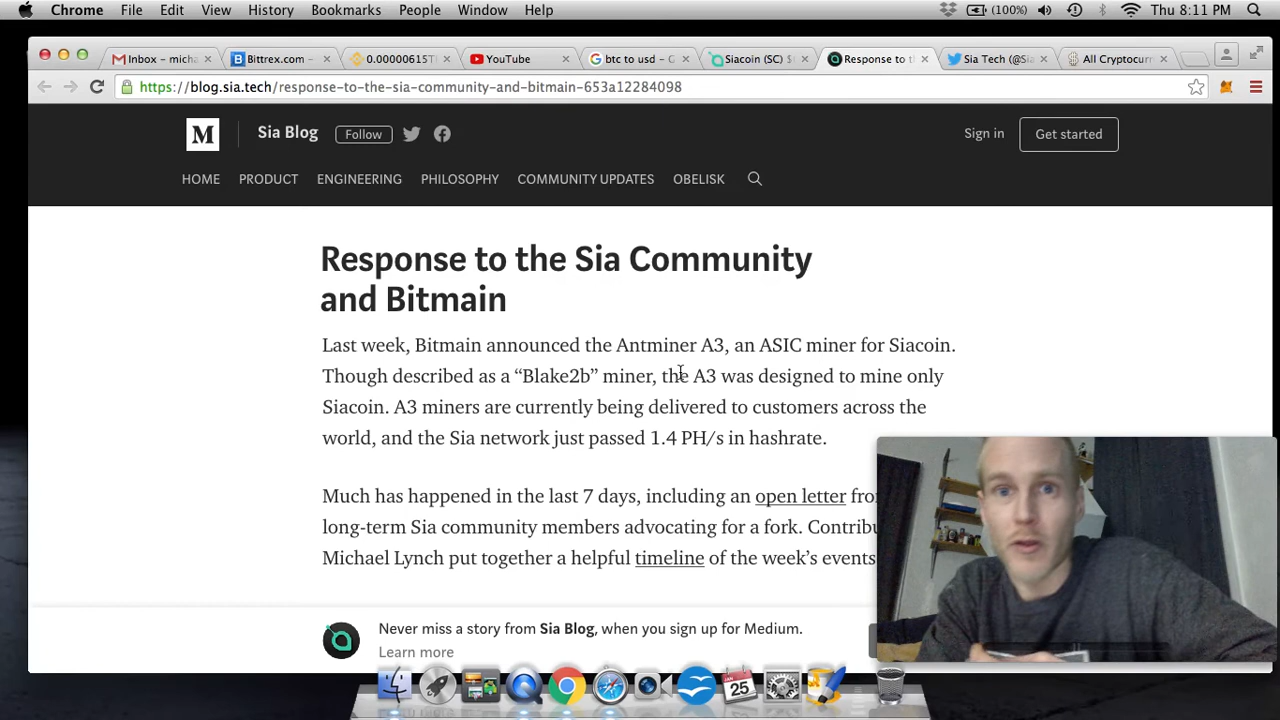 Chrome File Edit View History Bookmarks People Window Help (100%) Thu 8:11 PM
Inbox - micha Bittrex.com - 0.00000615T YouTube btc to usd - G Siacoin (SC) $ Response to t Sia Tech (@Sia All Cryptocurr
https://blog.sia.tech/response-to-the-sia-community-and-bitmain-653a12284098
M Sia Blog Follow Sign in Get started
HOME PRODUCT ENGINEERING PHILOSOPHY COMMUNITY UPDATES OBELISK
Response to the Sia Community
and Bitmain
Last week, Bitmain announced the Antminer A3, an ASIC miner for Siacoin.
Though described as a “Blake2b” miner, the A3 was designed to mine only
Siacoin. A3 miners are currently being delivered to customers across the
world, and the Sia network just passed 1.4 PH/s in hashrate.
Much has happened in the last 7 days, including an open letter fro
long-term Sia community members advocating for a fork. Contribu
Michael Lynch put together a helpful timeline of the week’s events
Never miss a story from Sia Blog, when you sign up for Medium.
Learn more
JAN
25